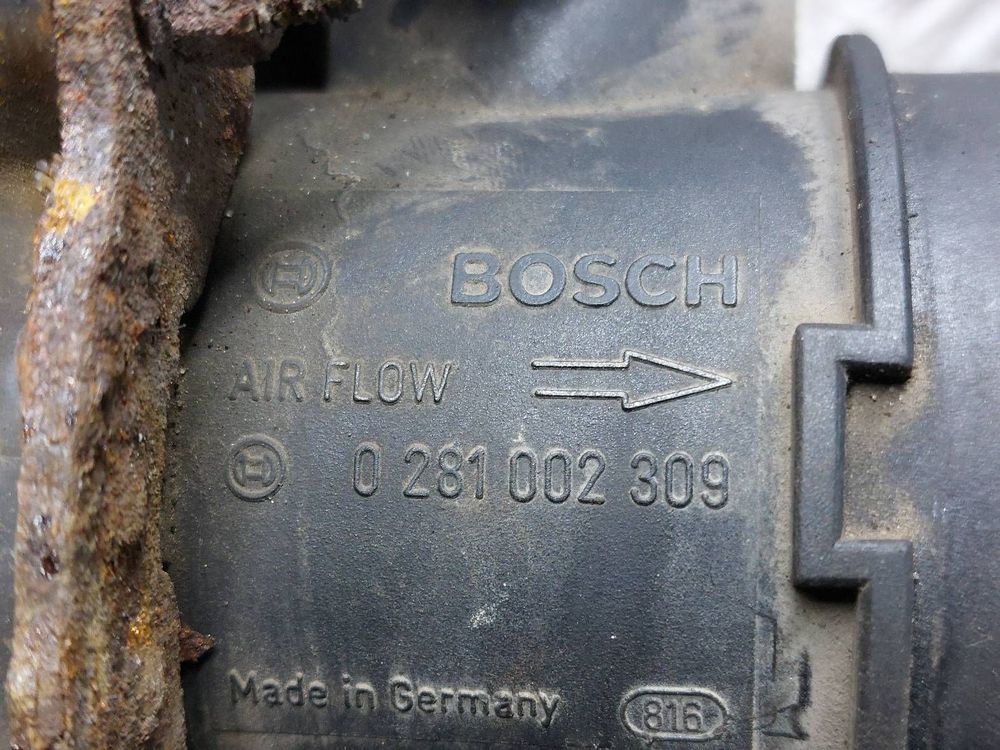 BOSCH
AIR FLOW
0 281 002 309
Made in Germany 816